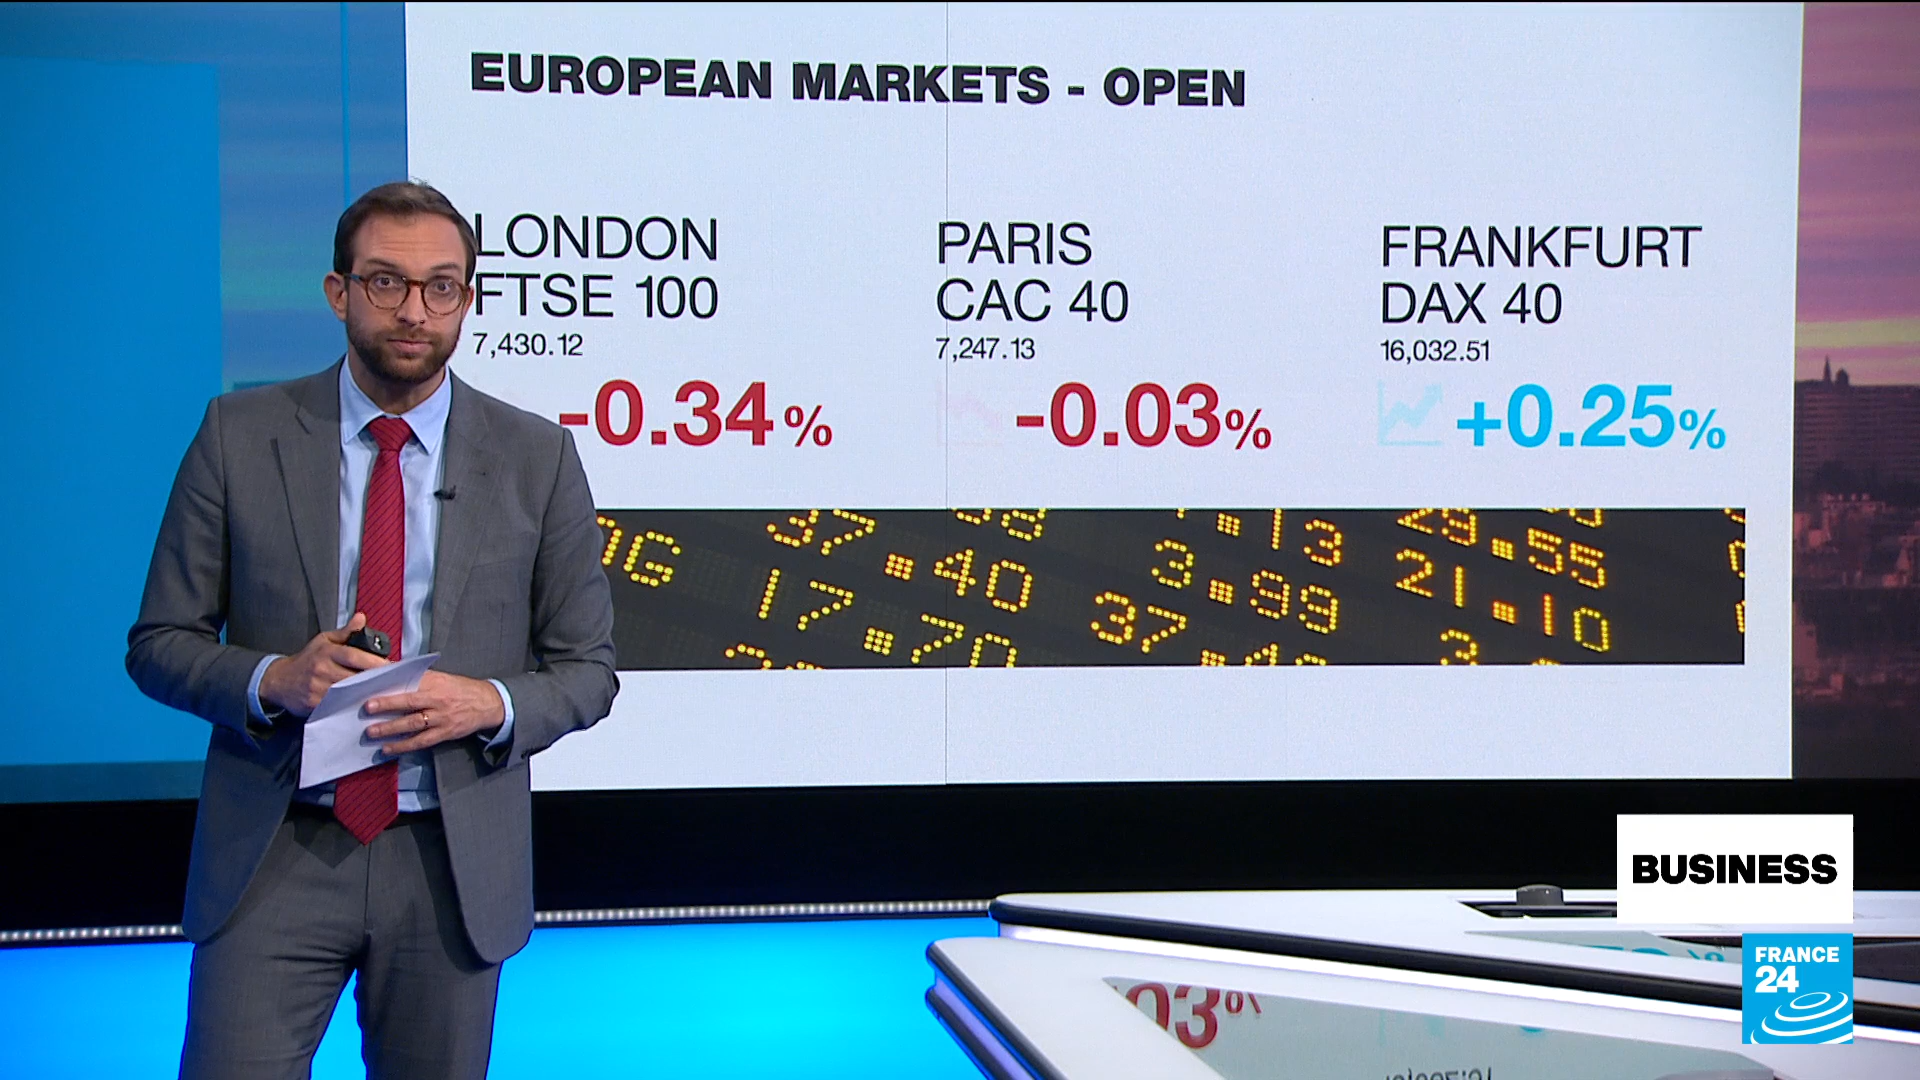 EUROPEAN MARKETS - OPEN
LONDON
FTSE 100
7,430.12
-0.34%
PARIS
CAC 40
7,247.13
-0.03%
FRANKFURT
DAX 40
16,032.51
+0.25%
37.40
17.70
3.99
37
29.55
21.10
BUSINESS
FRANCE
24
03%